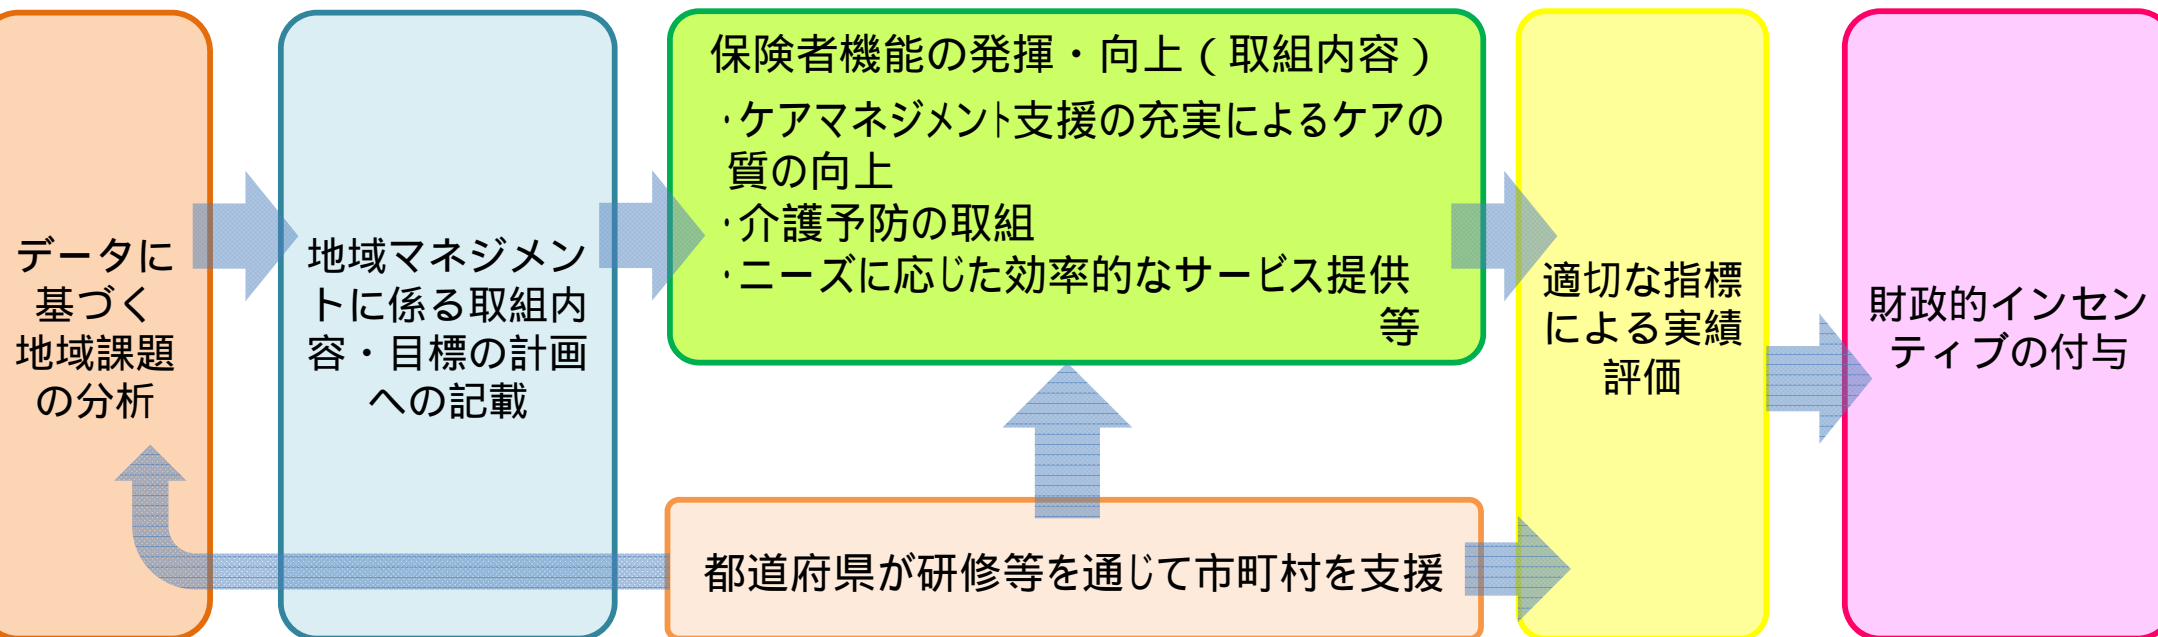 データに
基づく
地域課題
の分析
地域マネジメン
トに係る取組内
容・目標の計画
への記載
保険者機能の発揮・向上(取組内容)
・ケアマネジメント支援の充実によるケアの
質の向上
・介護予防の取組
・ニーズに応じた効率的なサービス提供
等
都道府県が研修等を通じて市町村を支援
適切な指標
による実績
評価
財政的インセン
ティブの付与